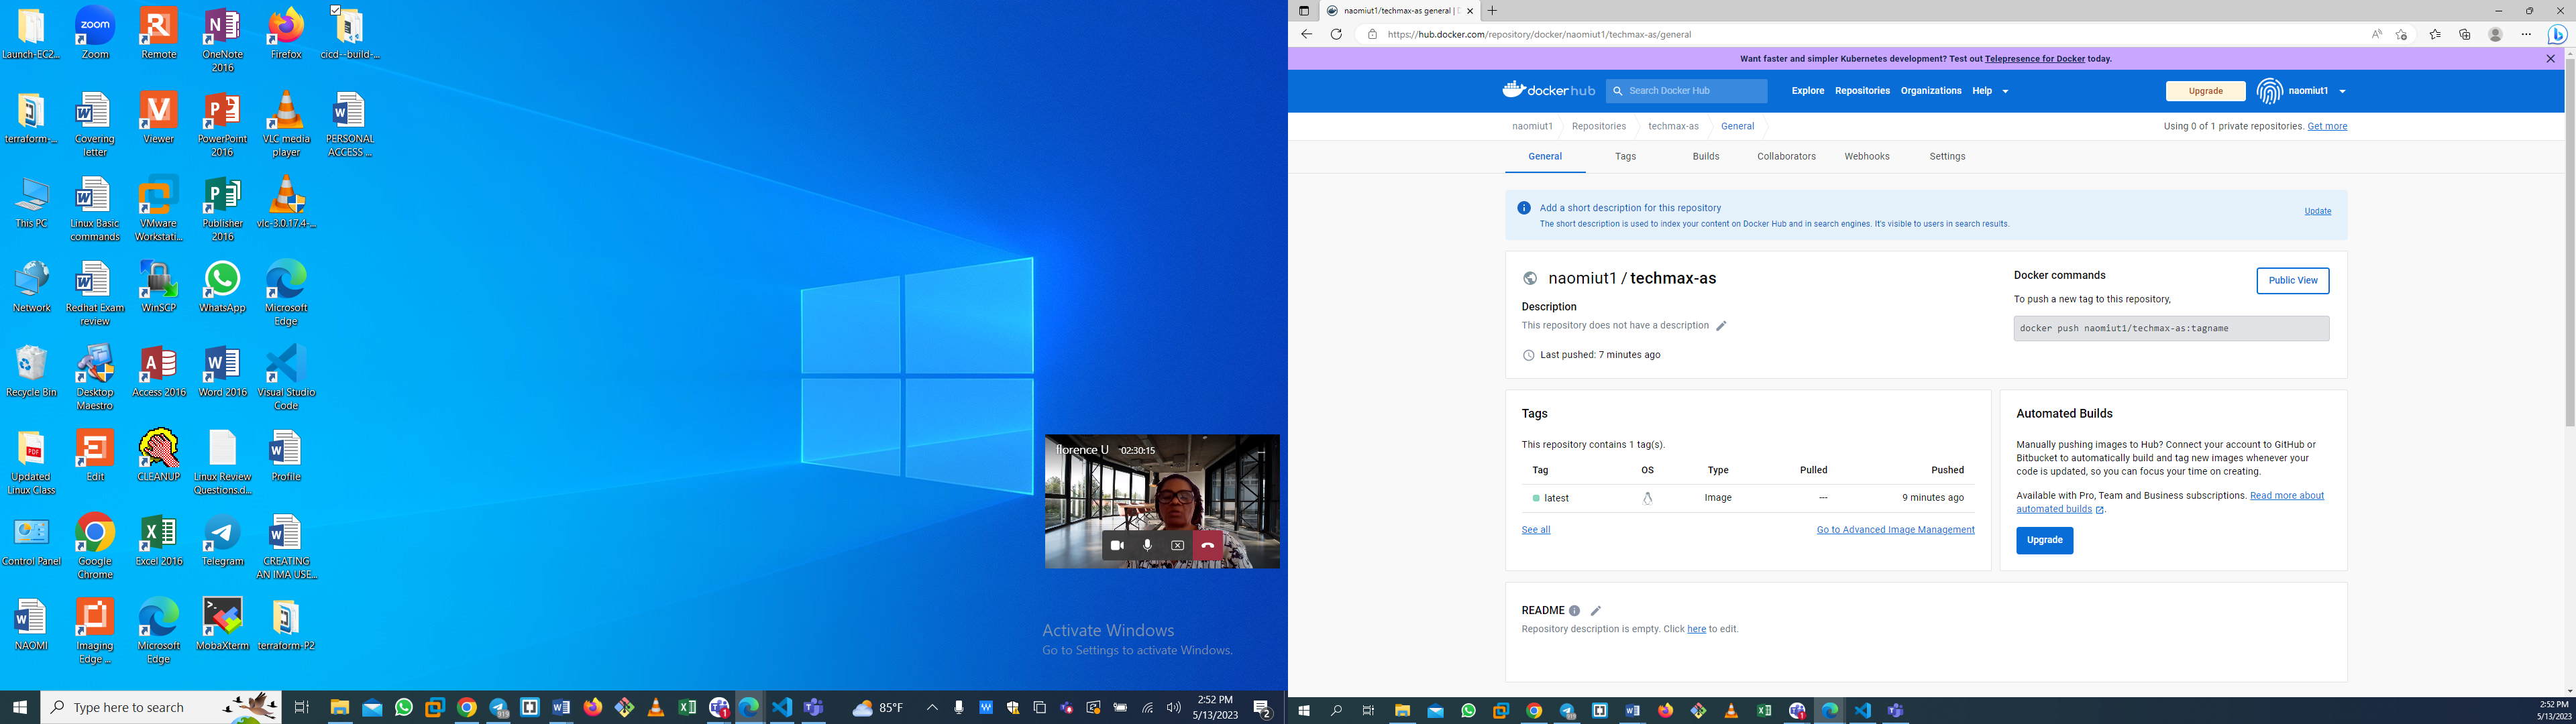 Launch-EC2...
Zoom
Remote
OneNote
2016
Firefox
cicd--build-...
terraform-...
Covering
letter
Viewer
PowerPoint
2016
VLC media
player
PERSONAL
ACCESS ...
This PC
Linux Basic
commands
VMware
Workstati...
Publisher
2016
vlc-3.0.17.4-...
Network
Redhat Exam
review
WinSCP
WhatsApp
Microsoft
Edge
Recycle Bin
Desktop
Maestro
Access 2016
Word 2016
Visual Studio
Code
Updated
Linux Class
Edit
CLEANUP
Linux Review
Questions.d...
Profile
Control Panel
Google
Chrome
Excel 2016
Telegram
CREATING
AN IMA USE...
NAOMI
Imaging
Edge ...
Microsoft
Edge
MobaXterm
terraform-P2
florence U
02:30:15
Activate Windows
Go to Settings to activate Windows.
Type here to search
85°F
2:52 PM
5/13/2023
naomiut1/techmax-as general |
https://hub.docker.com/repository/docker/naomiut1/techmax-as/general
Want faster and simpler Kubernetes development? Test out Telepresence for Docker today.
docker hub
Search Docker Hub
Explore Repositories Organizations Help
Upgrade
naomiut1
naomiut1 Repositories techmax-as General
Using 0 of 1 private repositories. Get more
General Tags Builds Collaborators Webhooks Settings
Add a short description for this repository
The short description is used to index your content on Docker Hub and in search engines. It's visible to users in search results.
Update
naomiut1 / techmax-as
Description
This repository does not have a description
Last pushed: 7 minutes ago
Docker commands
Public View
To push a new tag to this repository,
docker push naomiut1/techmax-as:tagname
Tags
This repository contains 1 tag(s).
Tag OS Type Pulled Pushed
latest Image --- 9 minutes ago
See all
Go to Advanced Image Management
Automated Builds
Manually pushing images to Hub? Connect your account to GitHub or
Bitbucket to automatically build and tag new images whenever your
code is updated, so you can focus your time on creating.
Available with Pro, Team and Business subscriptions. Read more about
automated builds.
Upgrade
README
Repository description is empty. Click here to edit.
2:52 PM
5/13/2023